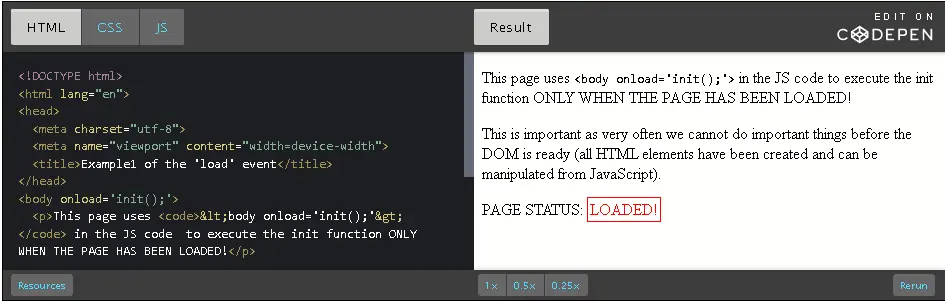 HTML CSS JS
<!DOCTYPE html>
<html lang="en">
<head>
<meta charset="utf-8">
<meta name="viewport" content="width=device-width">
<title>Example1 of the 'load' event</title>
</head>
<body onload='init();'>
<p>This page uses <code>&lt;body onload='init();'&gt;
</code> in the JS code  to execute the init function ONLY
WHEN THE PAGE HAS BEEN LOADED!</p>
Resources
Result
EDIT ON
CODEPEN
This page uses <body onload='init();'> in the JS code to execute the init
function ONLY WHEN THE PAGE HAS BEEN LOADED!
This is important as very often we cannot do important things before the
DOM is ready (all HTML elements have been created and can be
manipulated from JavaScript).
PAGE STATUS: LOADED!
1x 0.5x 0.25x
Rerun